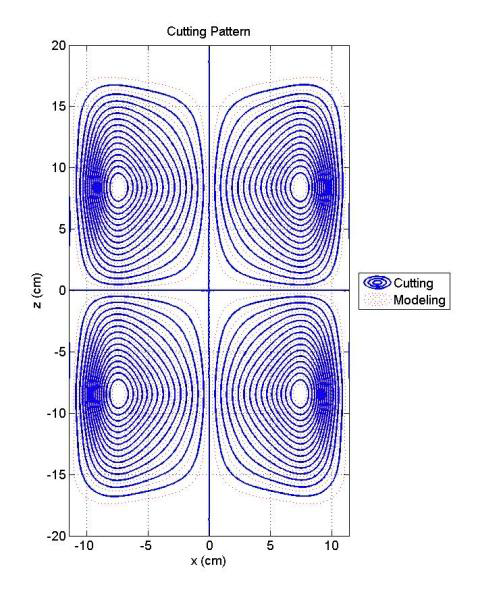 Cutting Pattern
20
15
10
5
0
-5
-10
-15
-20
z (cm)
-10 -5 0 5 10
x (cm)
Cutting
Modeling